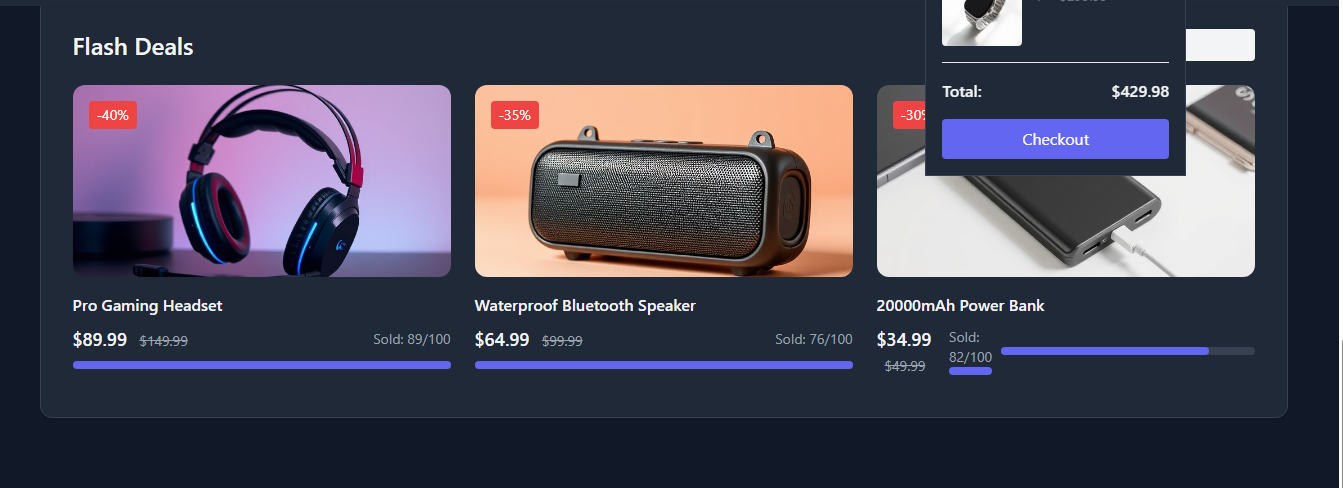 Flash Deals
Total: $429.98
Checkout
-40%
-35%
Pro Gaming Headset
$89.99 $149.99 Sold: 89/100
Waterproof Bluetooth Speaker
$64.99 $99.99 Sold: 76/100
20000mAh Power Bank
$34.99 Sold:
82/100
$49.99